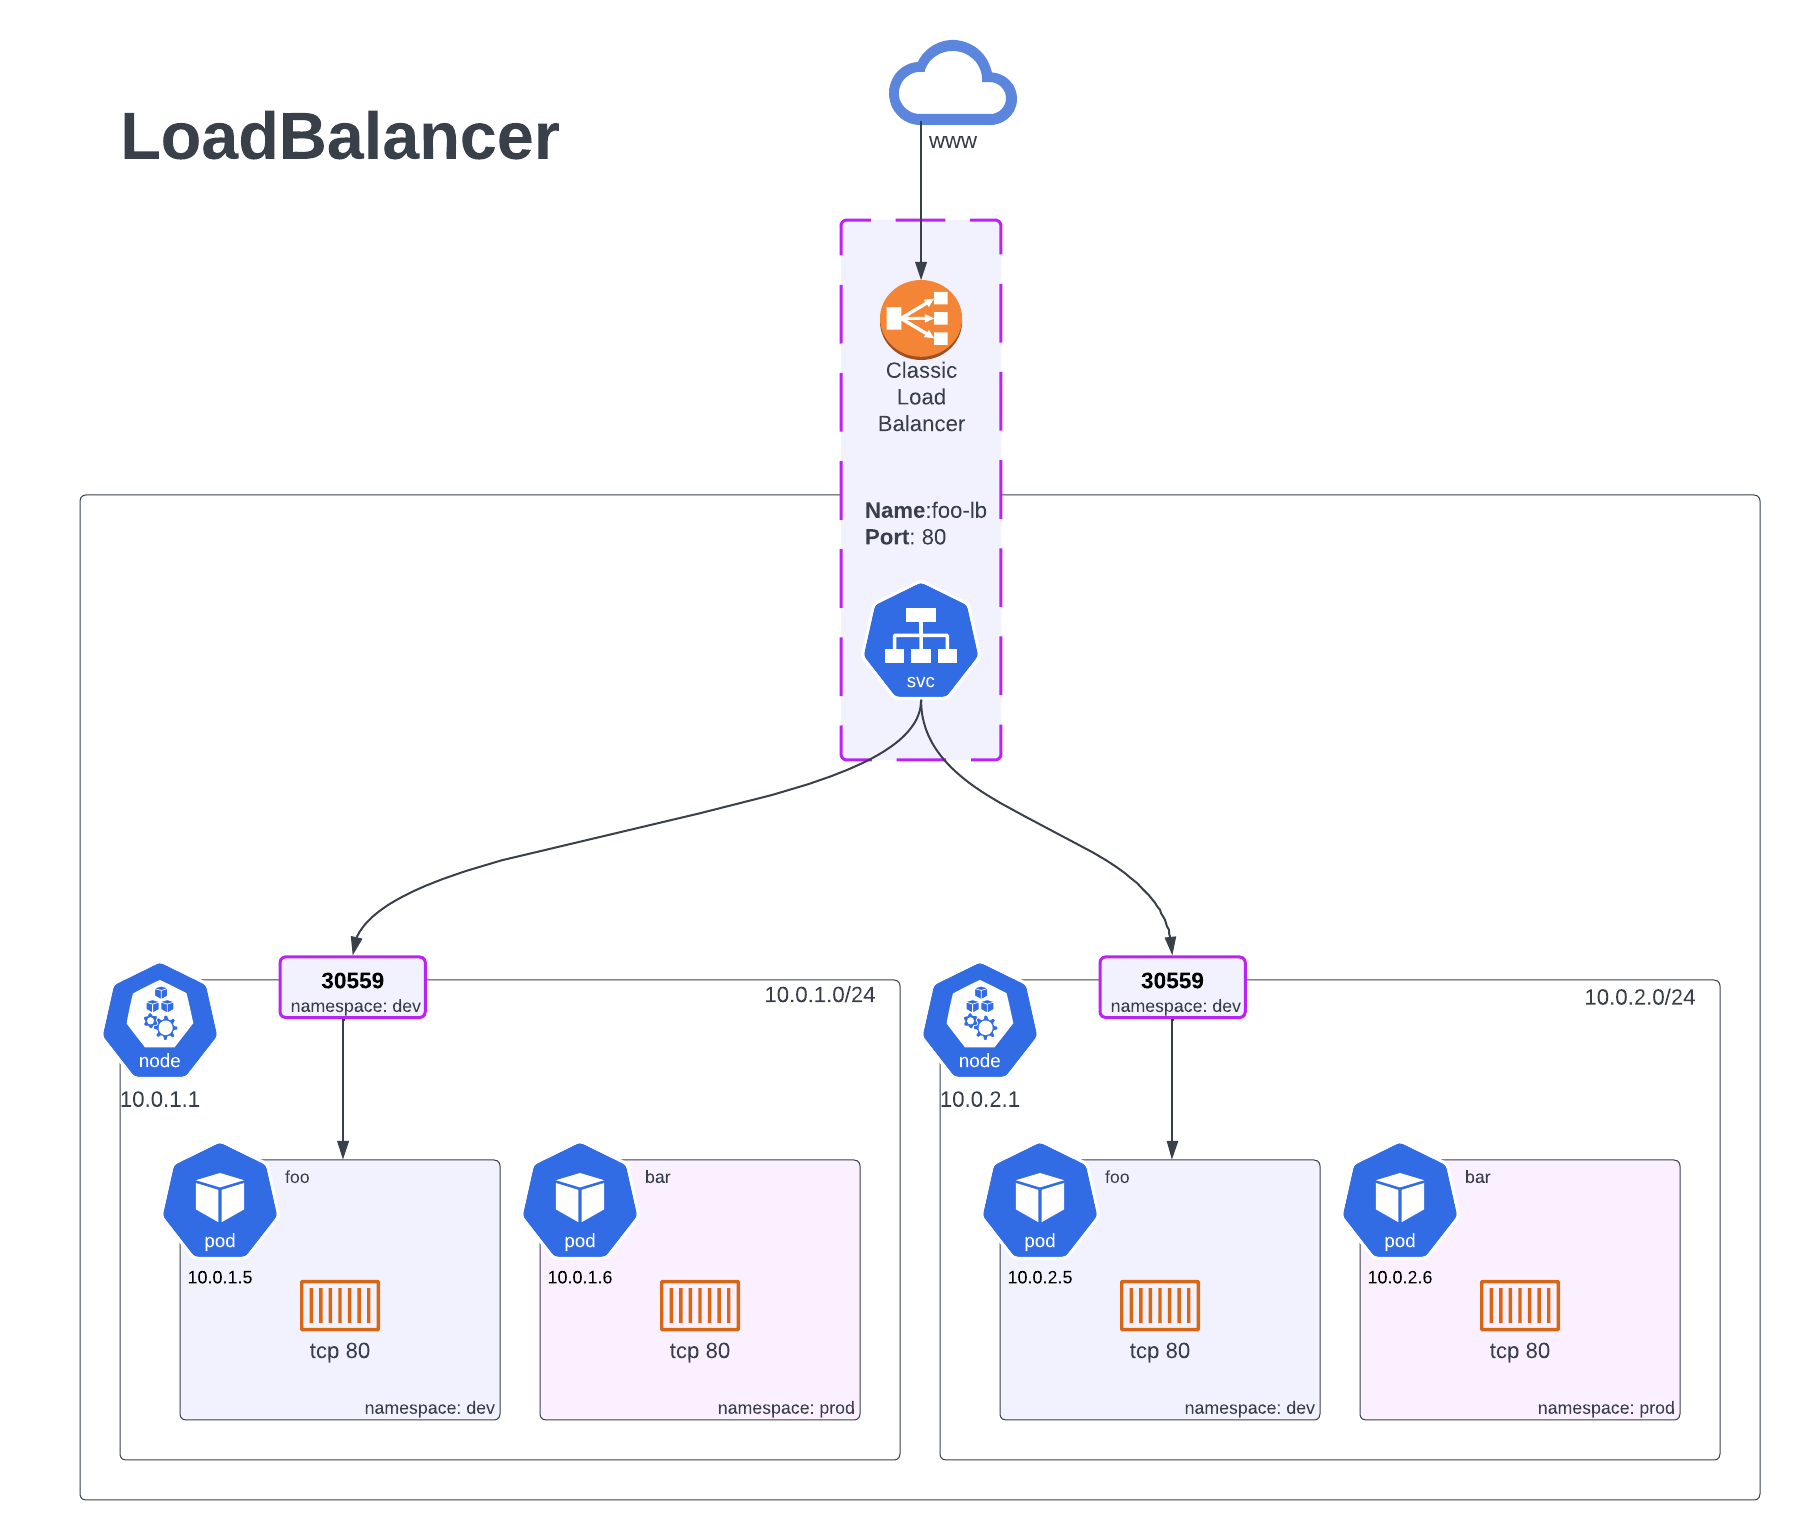 www
LoadBalancer
Classic
Load
Balancer
Name:foo-lb
Port: 80
svc
30559
namespace: dev
10.0.1.0/24
node
10.0.1.1
30559
namespace: dev
10.0.2.0/24
node
10.0.2.1
foo
pod
10.0.1.5
tcp 80
namespace: dev
bar
pod
10.0.1.6
tcp 80
namespace: prod
foo
pod
10.0.2.5
tcp 80
namespace: dev
bar
pod
10.0.2.6
tcp 80
namespace: prod